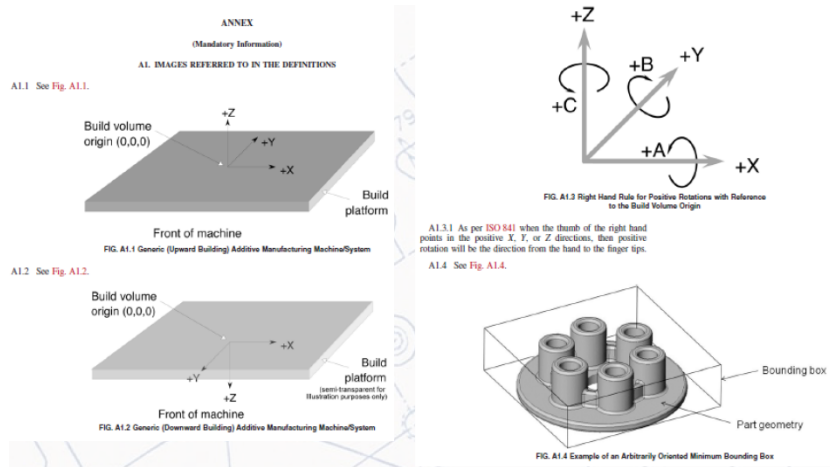 ANNEX
(Mandatory Information)
A1. IMAGES REFERRED TO IN THE DEFINITIONS
A1.1 See Fig. A1.1.
+Z
Build volume
origin (0,0,0)
+Y
+X
Build
platform
Front of machine
FIG. A1.1 Generic (Upward Building) Additive Manufacturing Machine/System
A1.2 See Fig. A1.2.
Build volume
origin (0,0,0)
+X
+Y
+Z
Build
platform
(semi-transparent for
illustration purposes only)
Front of machine
FIG. A1.2 Generic (Downward Building) Additive Manufacturing Machine/System
+Z
+B
+Y
+C
+A
+X
FIG. A1.3 Right Hand Rule for Positive Rotations with Reference
to the Build Volume Origin
A1.3.1 As per ISO 841 when the thumb of the right hand
points in the positive X, Y, or Z directions, then positive
rotation will be the direction from the hand to the finger tips.
A1.4 See Fig. A1.4.
Bounding box
Part geometry
FIG. A1.4 Example of an Arbitrarily Oriented Minimum Bounding Box
79